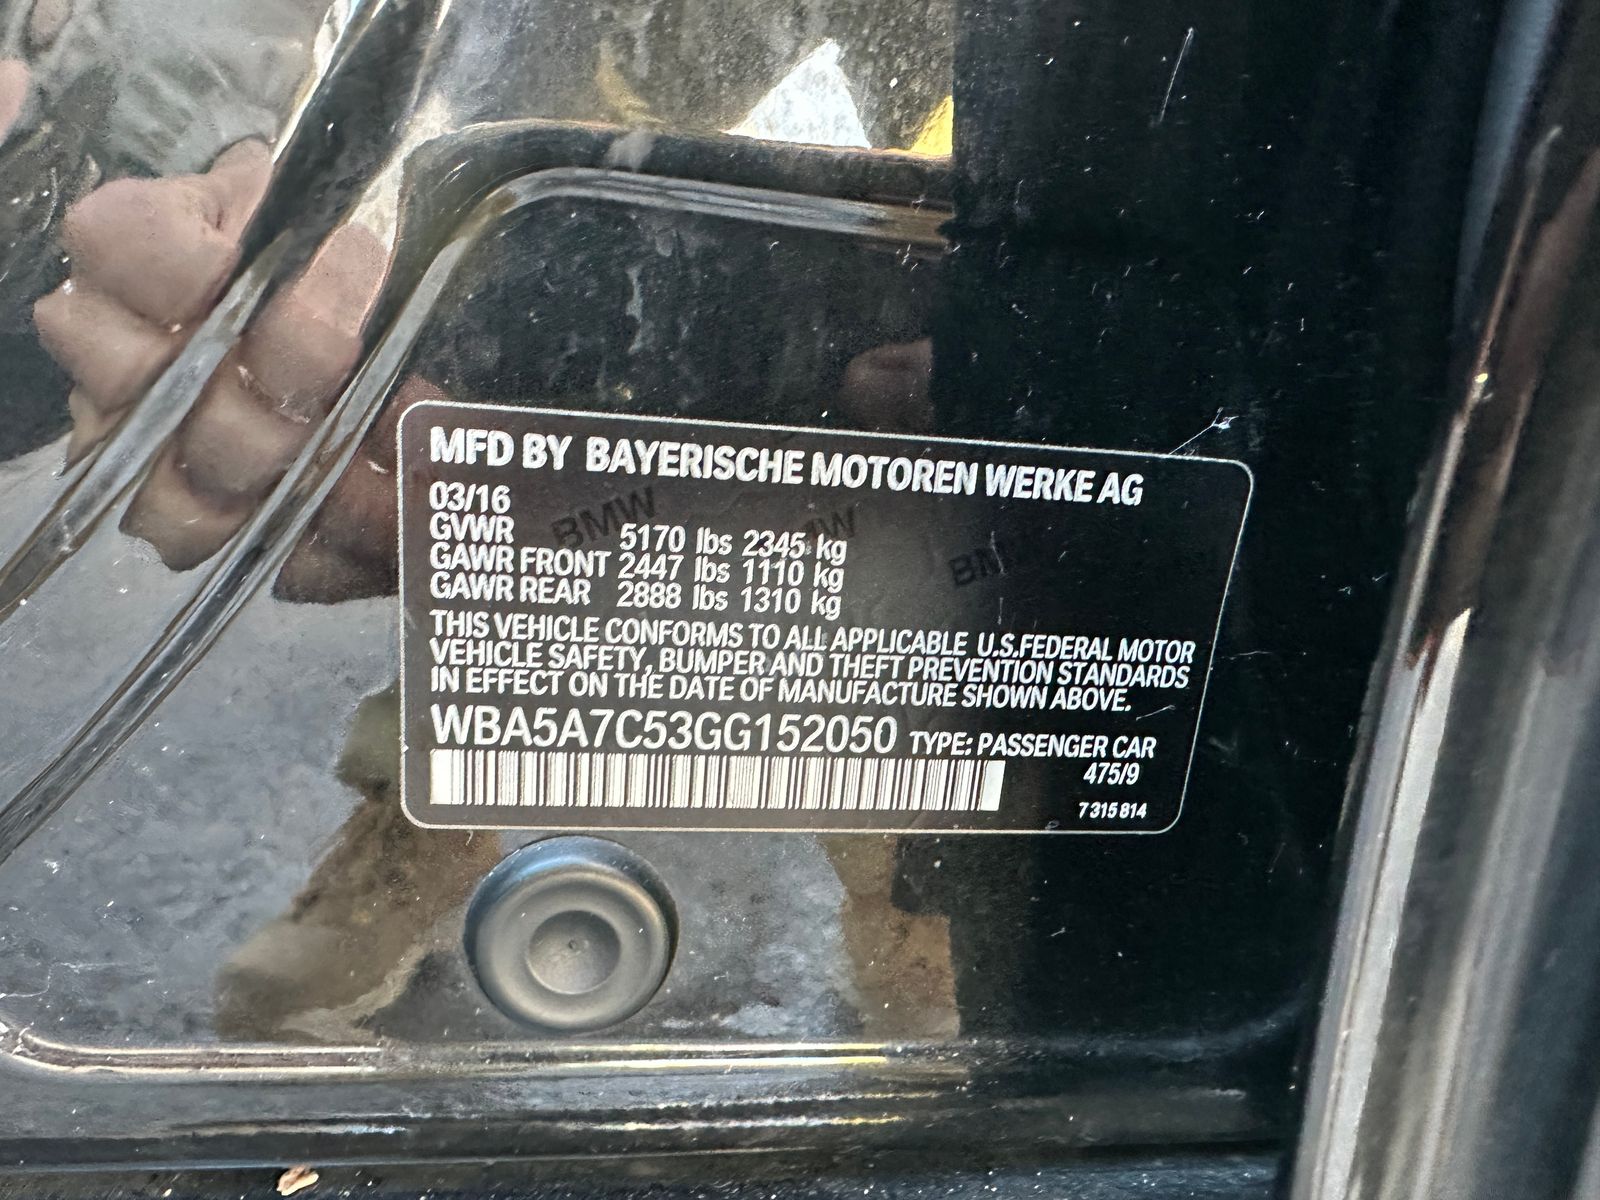 MFD BY BAYERISCHE MOTOREN WERKE AG
03/16
GVWR 5170 lbs 2345 kg
GAWR FRONT 2447 lbs 1110 kg
GAWR REAR 2888 lbs 1310 kg
BMW BMW BMW
THIS VEHICLE CONFORMS TO ALL APPLICABLE U.S.FEDERAL MOTOR
VEHICLE SAFETY, BUMPER AND THEFT PREVENTION STANDARDS
IN EFFECT ON THE DATE OF MANUFACTURE SHOWN ABOVE.
WBA5A7C53GG152050 TYPE: PASSENGER CAR
475/9
7 315 814